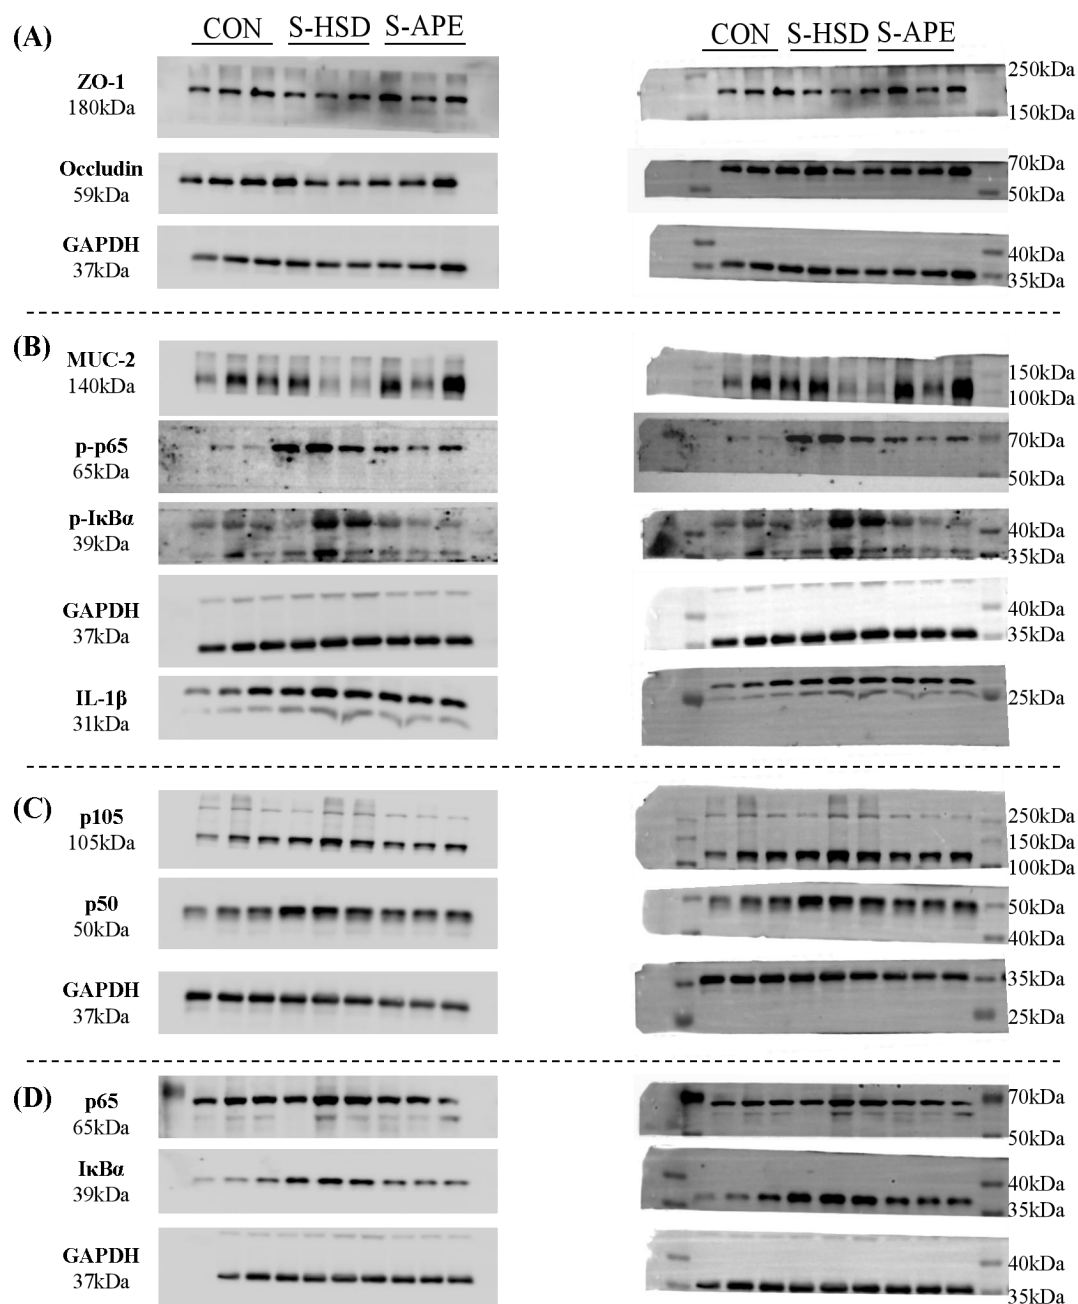 (A)
CON S-HSD S-APE
CON S-HSD S-APE
ZO-1
180kDa
250kDa
150kDa
Occludin
59kDa
70kDa
50kDa
GAPDH
37kDa
40kDa
35kDa
(B)
MUC-2
140kDa
150kDa
100kDa
p-p65
65kDa
70kDa
50kDa
p-IκBα
39kDa
40kDa
35kDa
GAPDH
37kDa
40kDa
35kDa
IL-1β
31kDa
25kDa
(C)
p105
105kDa
250kDa
150kDa
100kDa
p50
50kDa
50kDa
40kDa
GAPDH
37kDa
35kDa
25kDa
(D)
p65
65kDa
70kDa
50kDa
IκBα
39kDa
40kDa
35kDa
GAPDH
37kDa
40kDa
35kDa